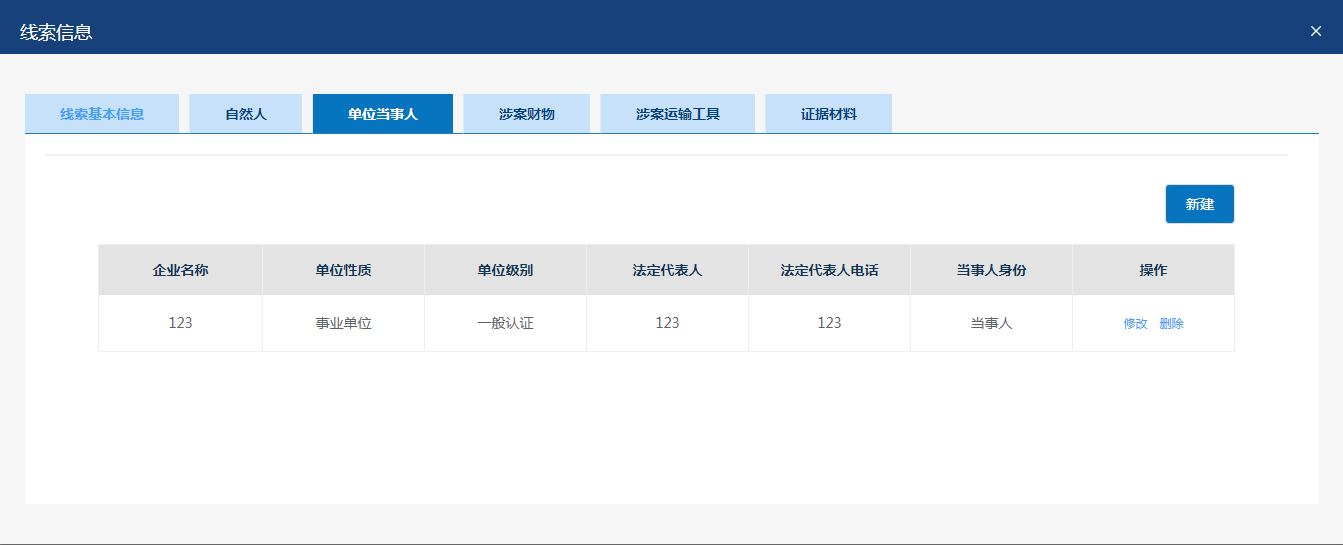 线索信息
线索基本信息 自然人 单位当事人 涉案财物 涉案运输工具 证据材料
新建
企业名称 单位性质 单位级别 法定代表人 法定代表人电话 当事人身份 操作
123 事业单位 一般认证 123 123 当事人 修改 删除